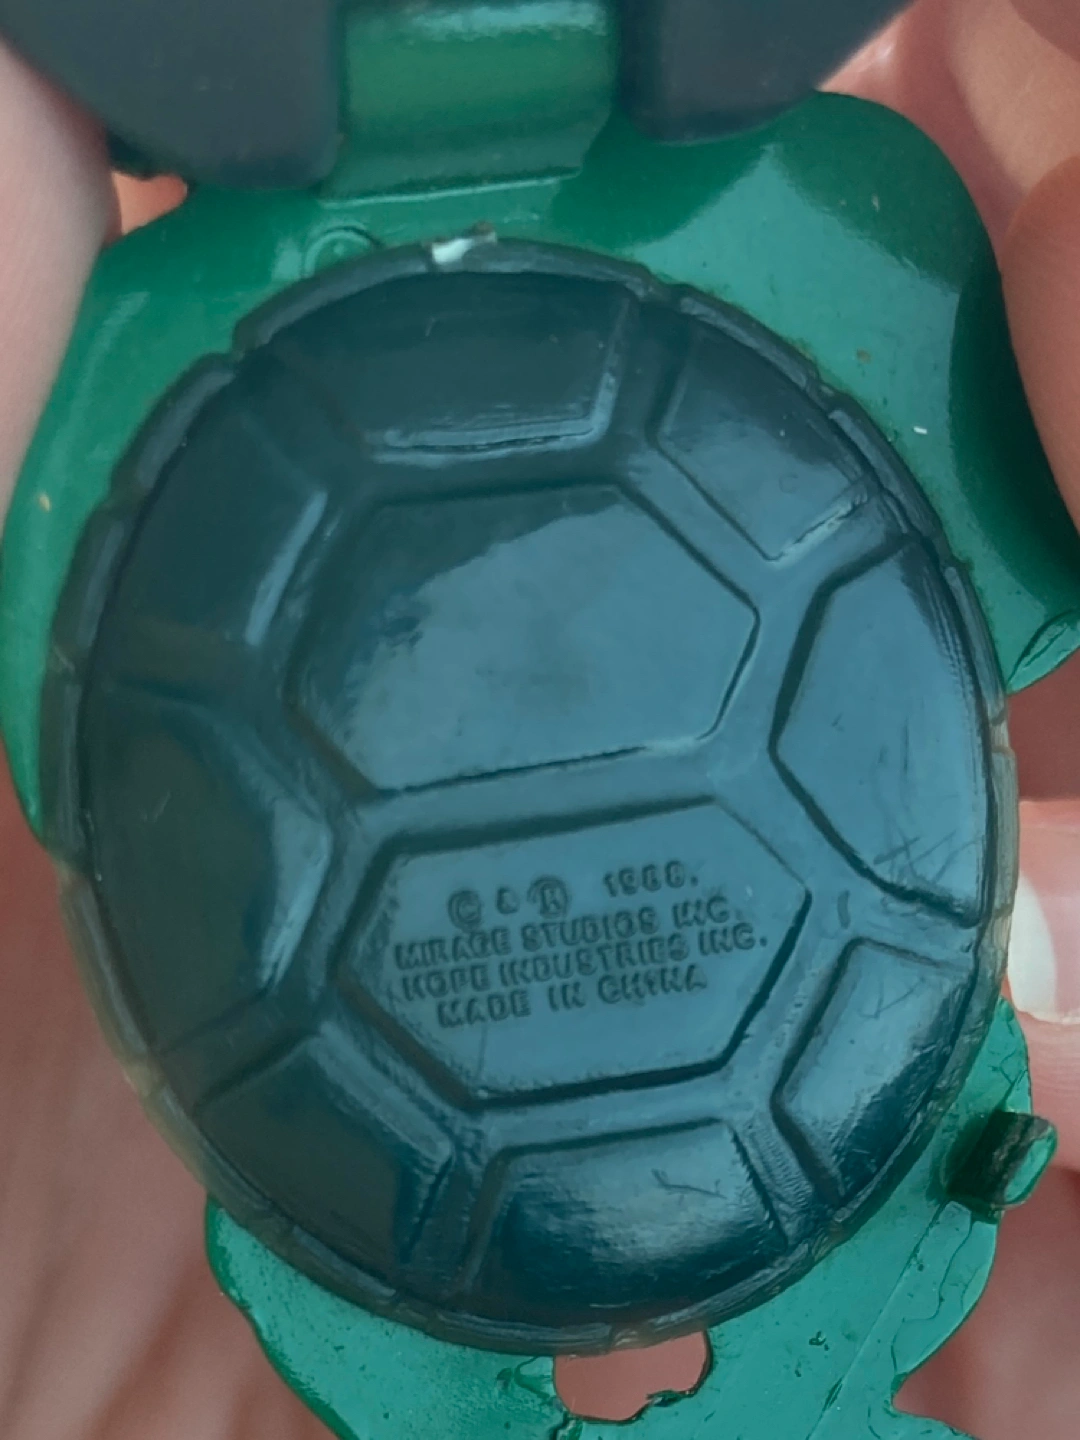 © & ® 1988.
MIRAGE STUDIOS INC.
HOPE INDUSTRIES INC.
MADE IN CHINA